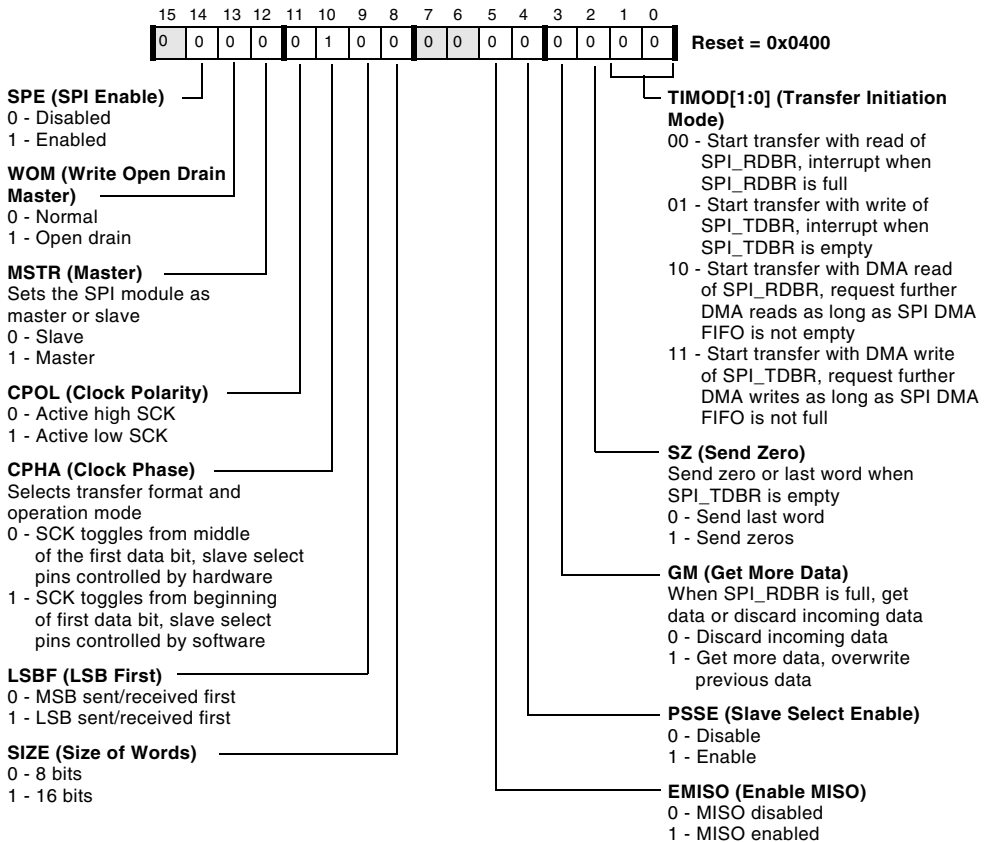 15 14 13 12 11 10 9 8 7 6 5 4 3 2 1 0
0 0 0 0 0 1 0 0 0 0 0 0 0 0 0 0 Reset = 0x0400
SPE (SPI Enable)
0 - Disabled
1 - Enabled
WOM (Write Open Drain
Master)
0 - Normal
1 - Open drain
MSTR (Master)
Sets the SPI module as
master or slave
0 - Slave
1 - Master
CPOL (Clock Polarity)
0 - Active high SCK
1 - Active low SCK
CPHA (Clock Phase)
Selects transfer format and
operation mode
0 - SCK toggles from middle
of the first data bit, slave select
pins controlled by hardware
1 - SCK toggles from beginning
of first data bit, slave select
pins controlled by software
LSBF (LSB First)
0 - MSB sent/received first
1 - LSB sent/received first
SIZE (Size of Words)
0 - 8 bits
1 - 16 bits
TIMOD[1:0] (Transfer Initiation
Mode)
00 - Start transfer with read of
SPI_RDBR, interrupt when
SPI_RDBR is full
01 - Start transfer with write of
SPI_TDBR, interrupt when
SPI_TDBR is empty
10 - Start transfer with DMA read
of SPI_RDBR, request further
DMA reads as long as SPI DMA
FIFO is not empty
11 - Start transfer with DMA write
of SPI_TDBR, request further
DMA writes as long as SPI DMA
FIFO is not full
SZ (Send Zero)
Send zero or last word when
SPI_TDBR is empty
0 - Send last word
1 - Send zeros
GM (Get More Data)
When SPI_RDBR is full, get
data or discard incoming data
0 - Discard incoming data
1 - Get more data, overwrite
previous data
PSSE (Slave Select Enable)
0 - Disable
1 - Enable
EMISO (Enable MISO)
0 - MISO disabled
1 - MISO enabled